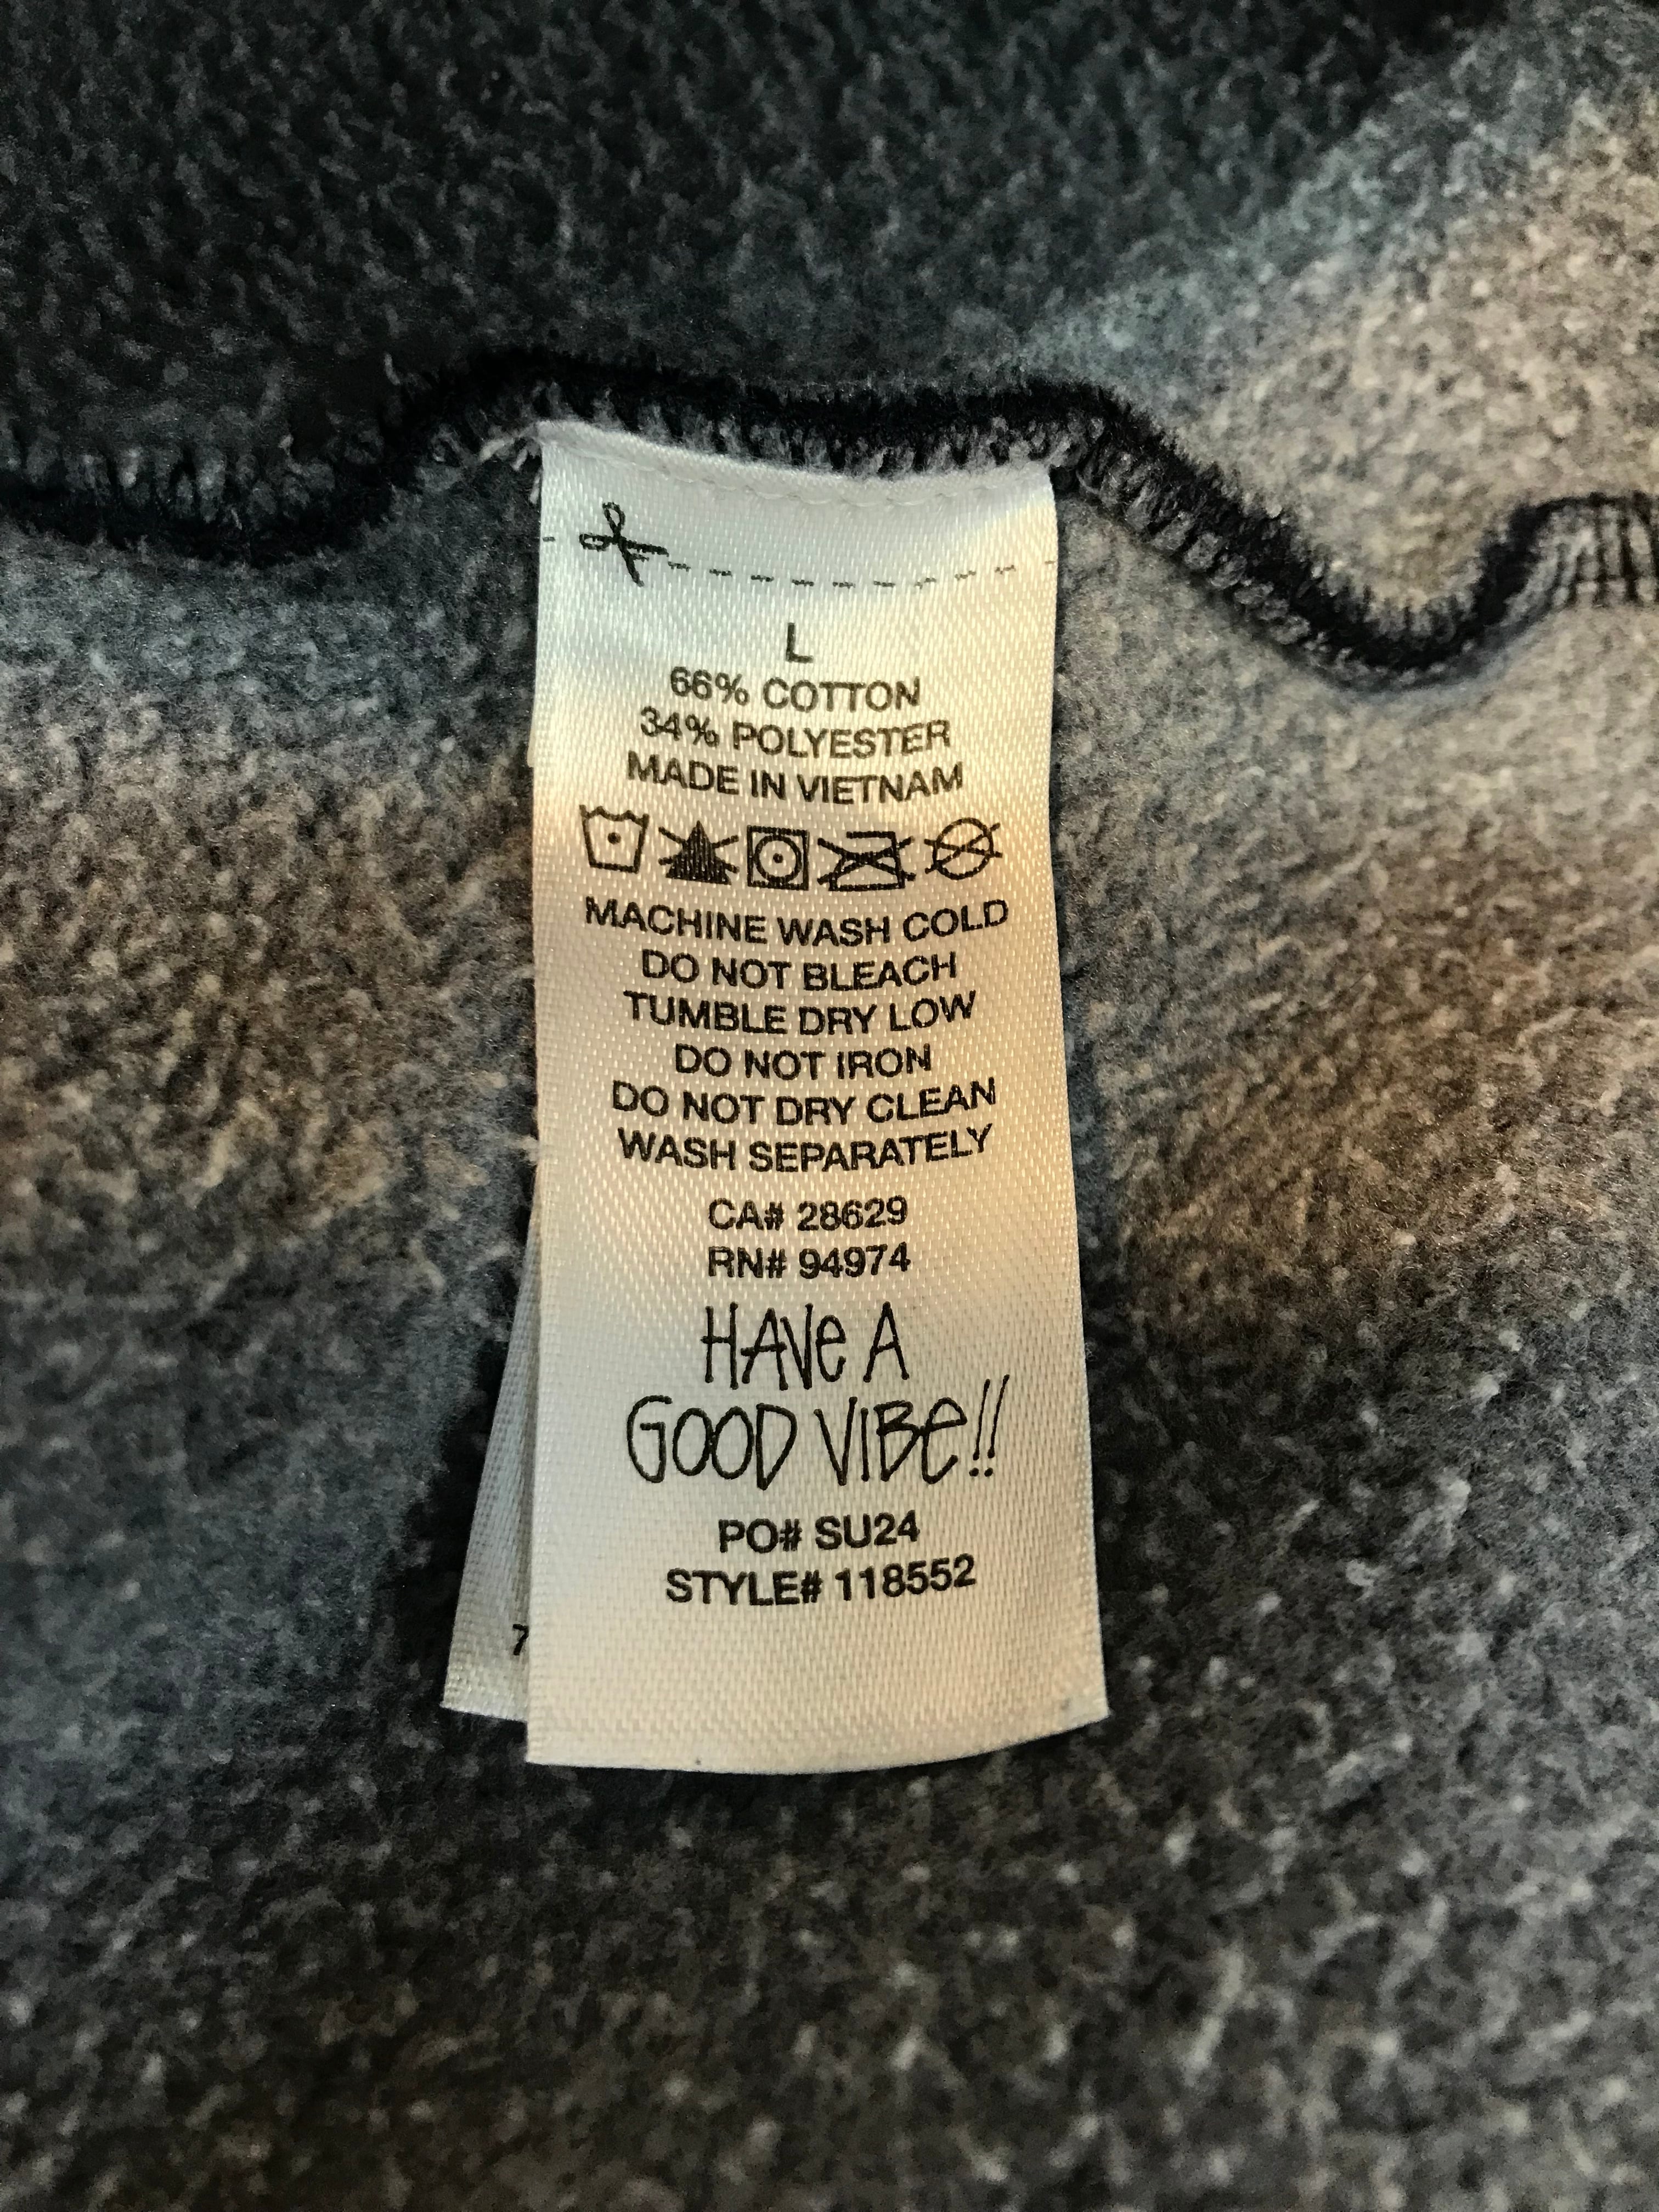 L
66% COTTON
34% POLYESTER
MADE IN VIETNAM
MACHINE WASH COLD
DO NOT BLEACH
TUMBLE DRY LOW
DO NOT IRON
DO NOT DRY CLEAN
WASH SEPARATELY
CA# 28629
RN# 94974
HAVe A
GOOD VIBe!!
PO# SU24
STYLE# 118552
7